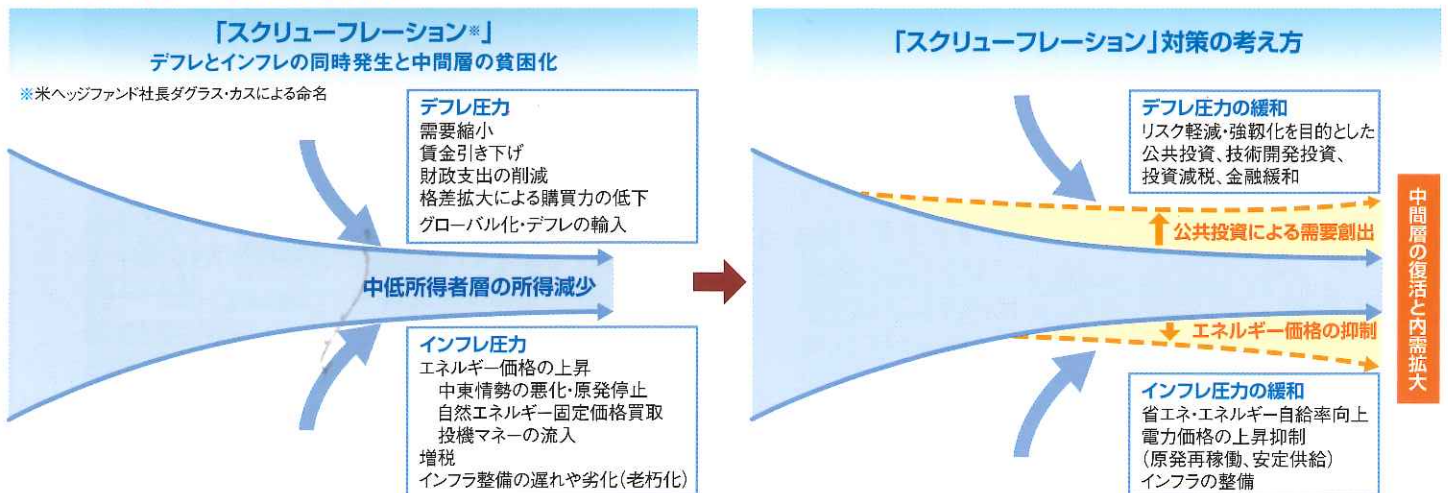 「スクリューフレーション※」
デフレとインフレの同時発生と中間層の貧困化
※米ヘッジファンド社長ダグラス・カスによる命名
デフレ圧力
需要縮小
賃金引き下げ
財政支出の削減
格差拡大による購買力の低下
グローバル化・デフレの輸入
中低所得者層の所得減少
インフレ圧力
エネルギー価格の上昇
中東情勢の悪化・原発停止
自然エネルギー固定価格買取
投機マネーの流入
増税
インフラ整備の遅れや劣化(老朽化)
「スクリューフレーション」対策の考え方
デフレ圧力の緩和
リスク軽減・強靱化を目的とした
公共投資、技術開発投資、
投資減税、金融緩和
公共投資による需要創出
エネルギー価格の抑制
インフレ圧力の緩和
省エネ・エネルギー自給率向上
電力価格の上昇抑制
(原発再稼働、安定供給)
インフラの整備
中間層の復活と内需拡大